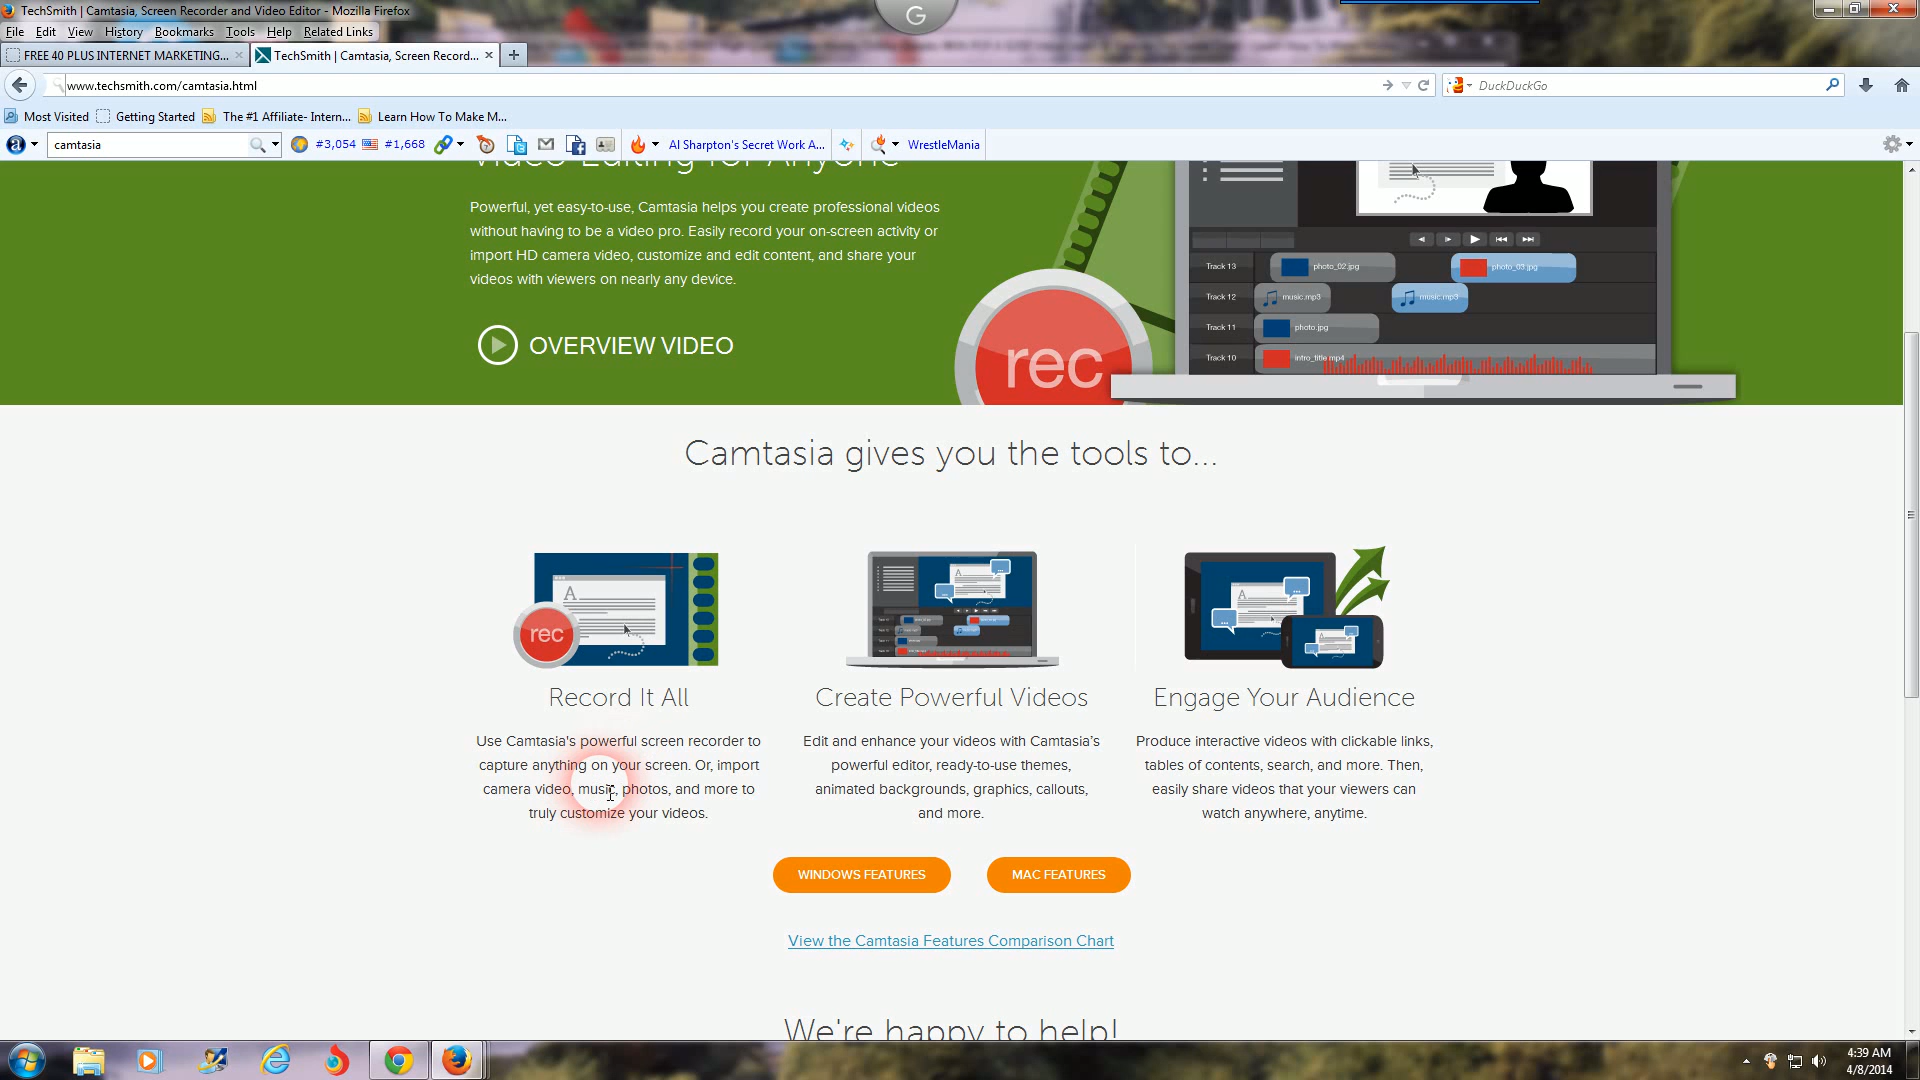 TechSmith | Camtasia, Screen Recorder and Video Editor - Mozilla Firefox
G
File Edit View History Bookmarks Tools Help Related Links
FREE 40 PLUS INTERNET MARKETING...
TechSmith | Camtasia, Screen Record...
www.techsmith.com/camtasia.html
DuckDuckGo
Most Visited Getting Started The #1 Affiliate- Intern... Learn How To Make M...
a camtasia #3,054 #1,668 Al Sharpton's Secret Work A... WrestleMania
Video Editing for Anyone
Powerful, yet easy-to-use, Camtasia helps you create professional videos
without having to be a video pro. Easily record your on-screen activity or
import HD camera video, customize and edit content, and share your
videos with viewers on nearly any device.
OVERVIEW VIDEO
rec
Track 13 photo_02.jpg photo_03.jpg
Track 12 music.mp3 music.mp3
Track 11 photo.jpg
Track 10 intro_title.mp4
Camtasia gives you the tools to...
A
rec
A
Record It All
Use Camtasia's powerful screen recorder to
capture anything on your screen. Or, import
camera video, music, photos, and more to
truly customize your videos.
Create Powerful Videos
Edit and enhance your videos with Camtasia's
powerful editor, ready-to-use themes,
animated backgrounds, graphics, callouts,
and more.
Engage Your Audience
Produce interactive videos with clickable links,
tables of contents, search, and more. Then,
easily share videos that your viewers can
watch anywhere, anytime.
WINDOWS FEATURES
MAC FEATURES
View the Camtasia Features Comparison Chart
We're happy to help!
4:39 AM
4/8/2014